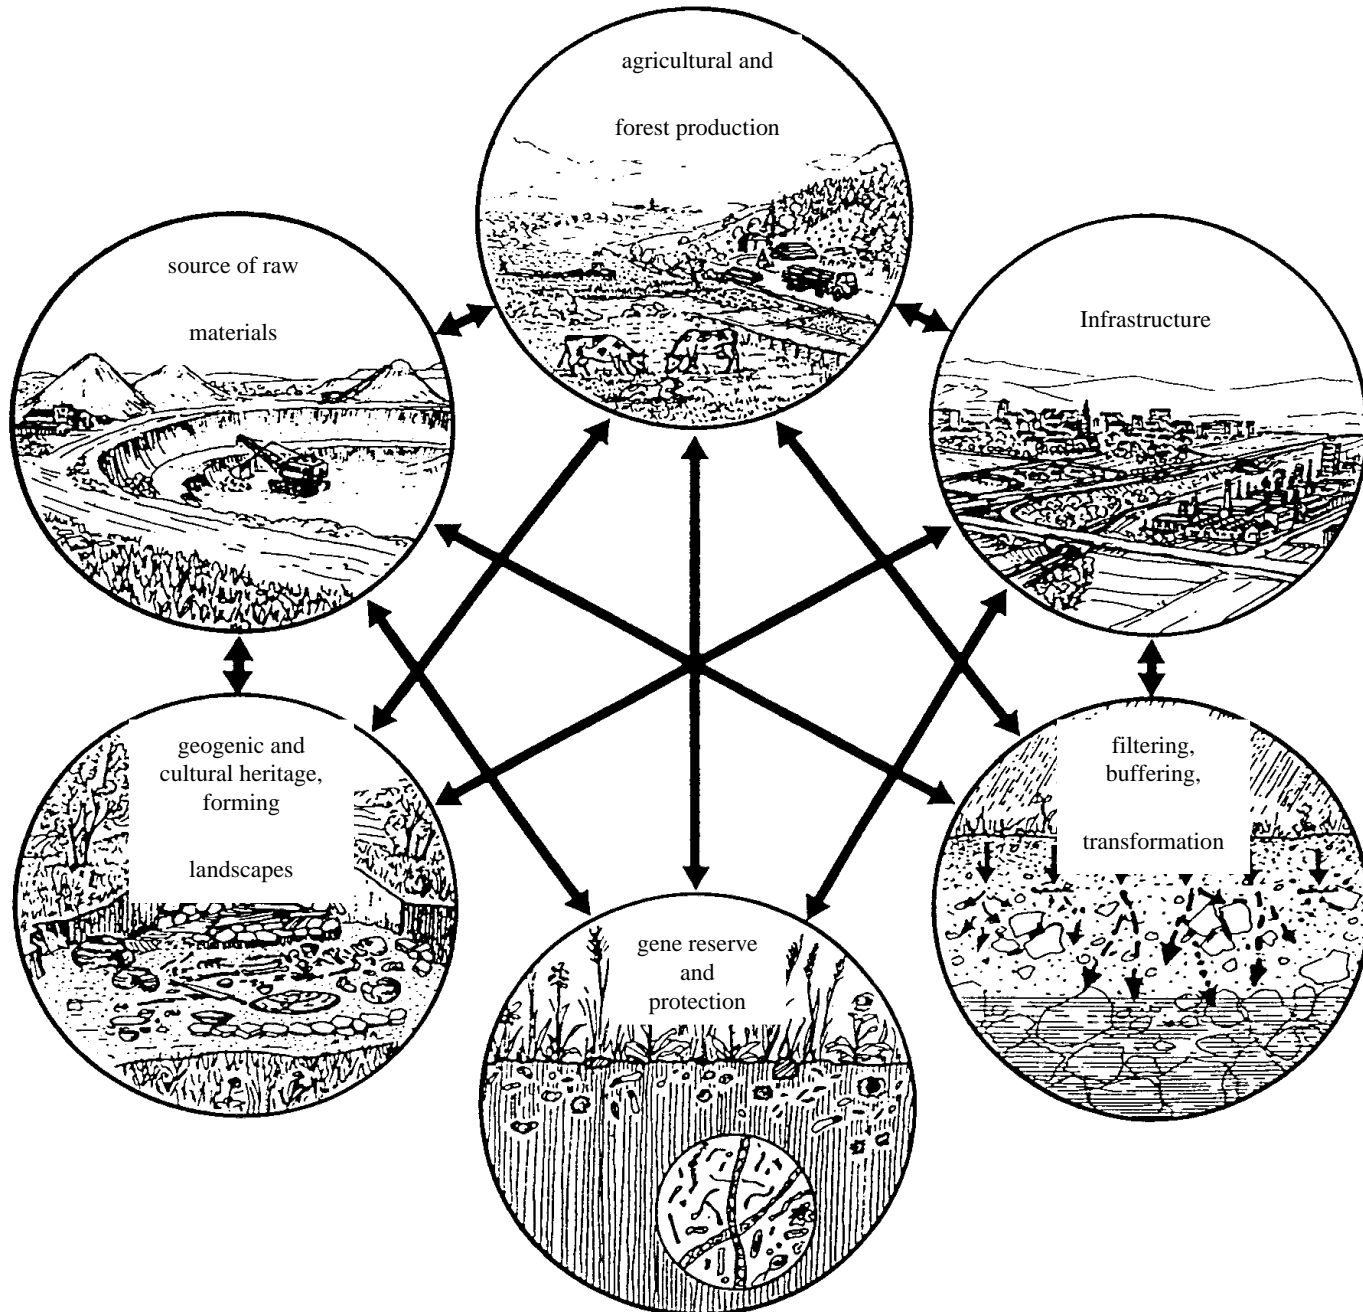 agricultural and
forest production
source of raw
materials
Infrastructure
geogenic and
cultural heritage,
forming
landscapes
filtering,
buffering,
transformation
gene reserve
and
protection